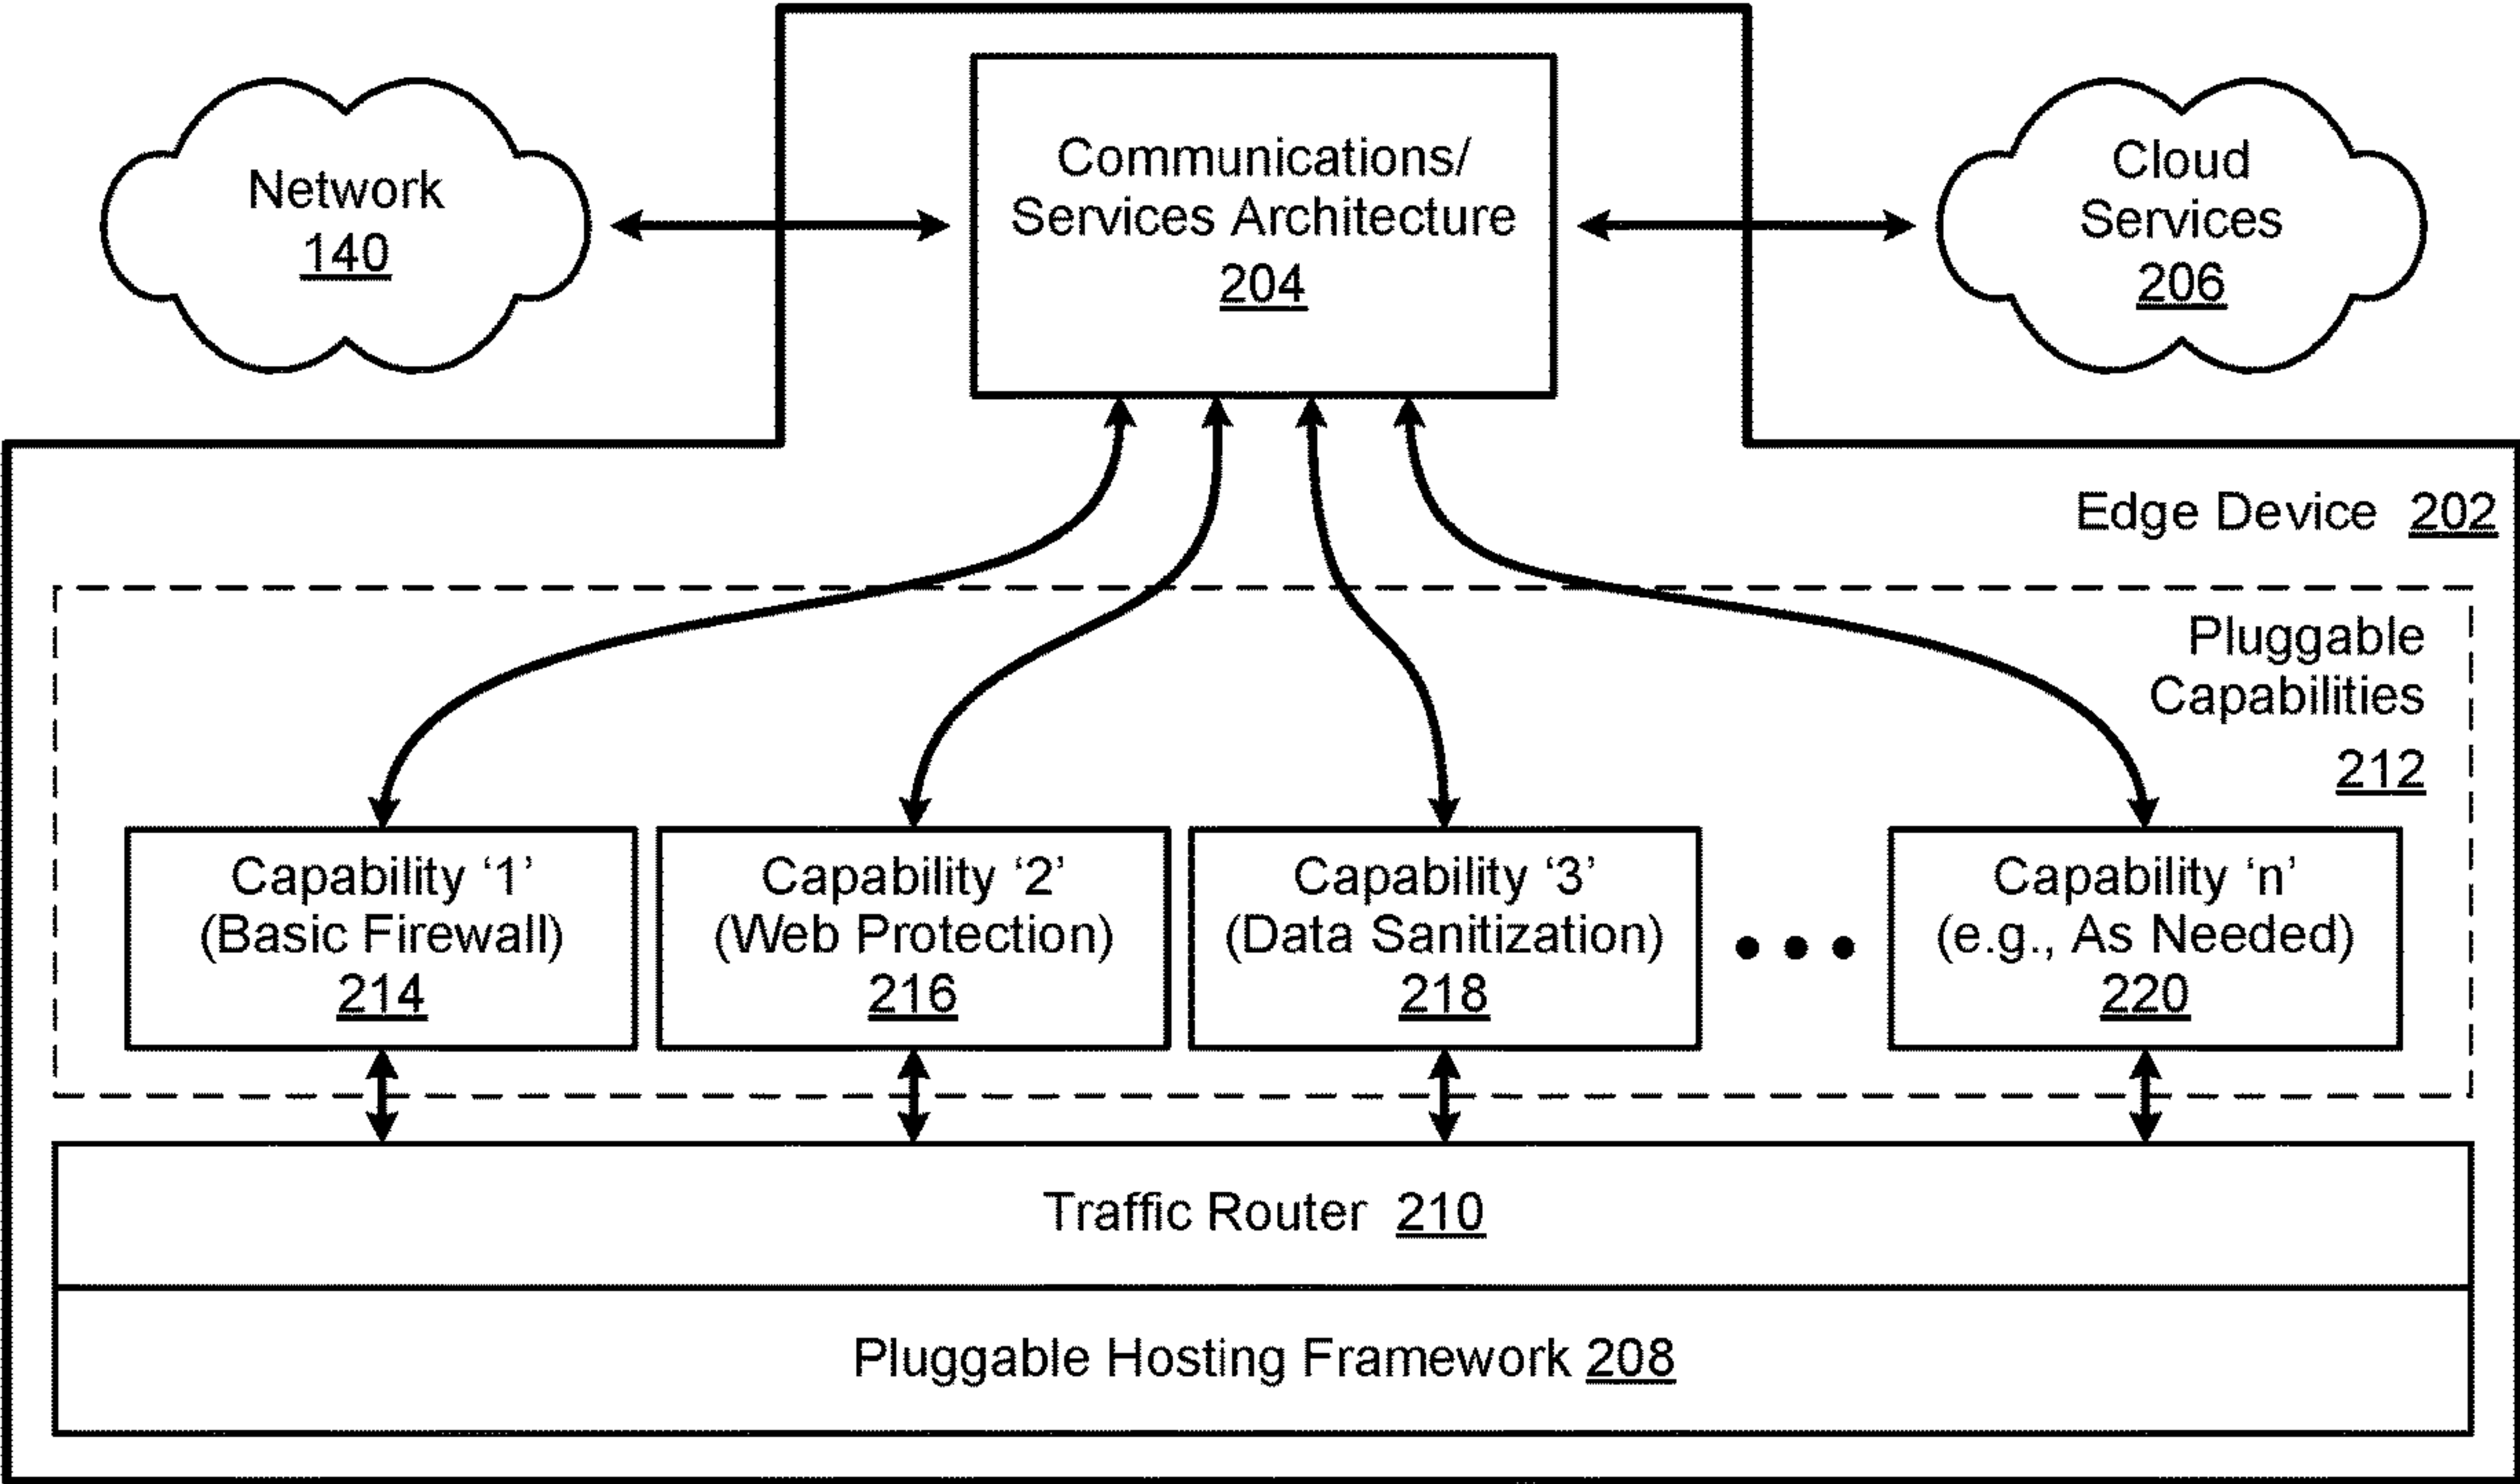 Network
140
Communications/
Services Architecture
204
Cloud
Services
206
Edge Device 202
Pluggable
Capabilities
212
Capability ‘1’
(Basic Firewall)
214
Capability ‘2’
(Web Protection)
216
Capability ‘3’
(Data Sanitization)
218
Capability ‘n’
(e.g., As Needed)
220
Traffic Router 210
Pluggable Hosting Framework 208